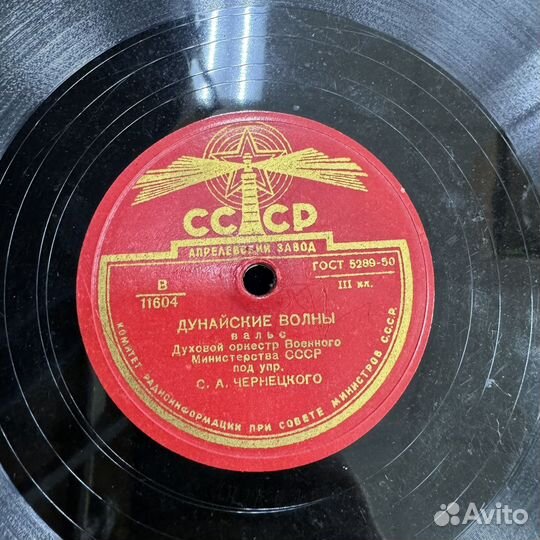 СССР
АПРЕЛЕВСКИЙ ЗАВОД
ГОСТ 5289-50
В
11604
III кл.
ДУНАЙСКИЕ ВОЛНЫ
вальс
Духовой оркестр Военного
Министерства СССР
под упр.
С. А. ЧЕРНЕЦКОГО
КОМИТЕТ РАДИОИНФОРМАЦИИ ПРИ СОВЕТЕ МИНИСТРОВ С.С.С.Р.
Avito